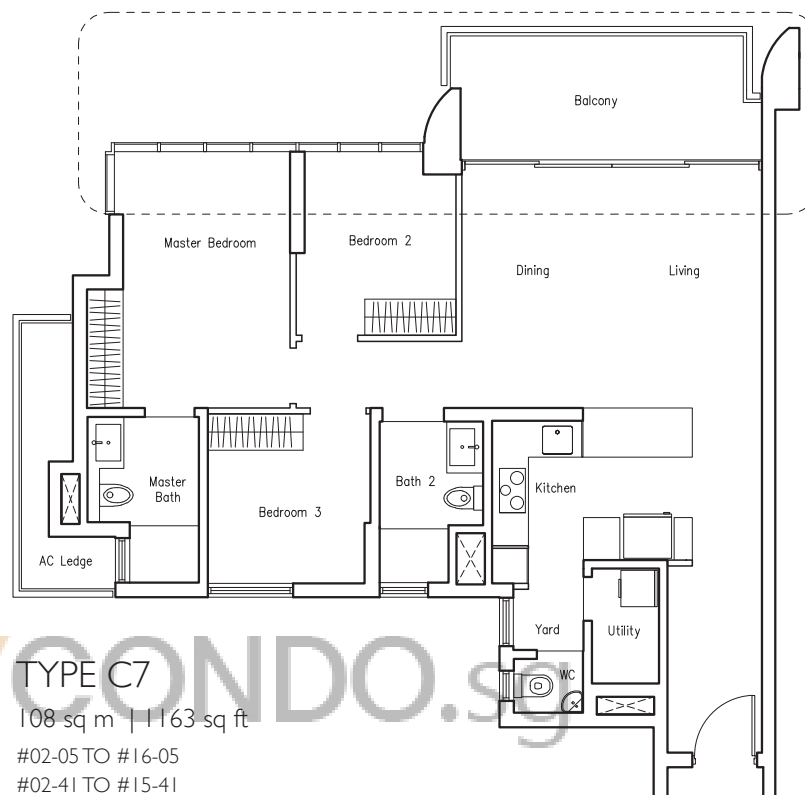 Balcony
Master Bedroom
Bedroom 2
Dining
Living
Master
Bath
Bath 2
Kitchen
Bedroom 3
AC Ledge
Yard
Utility
WC
YCONDO.sg
TYPE C7
108 sq m | 1163 sq ft
#02-05 TO #16-05
#02-41 TO #15-41